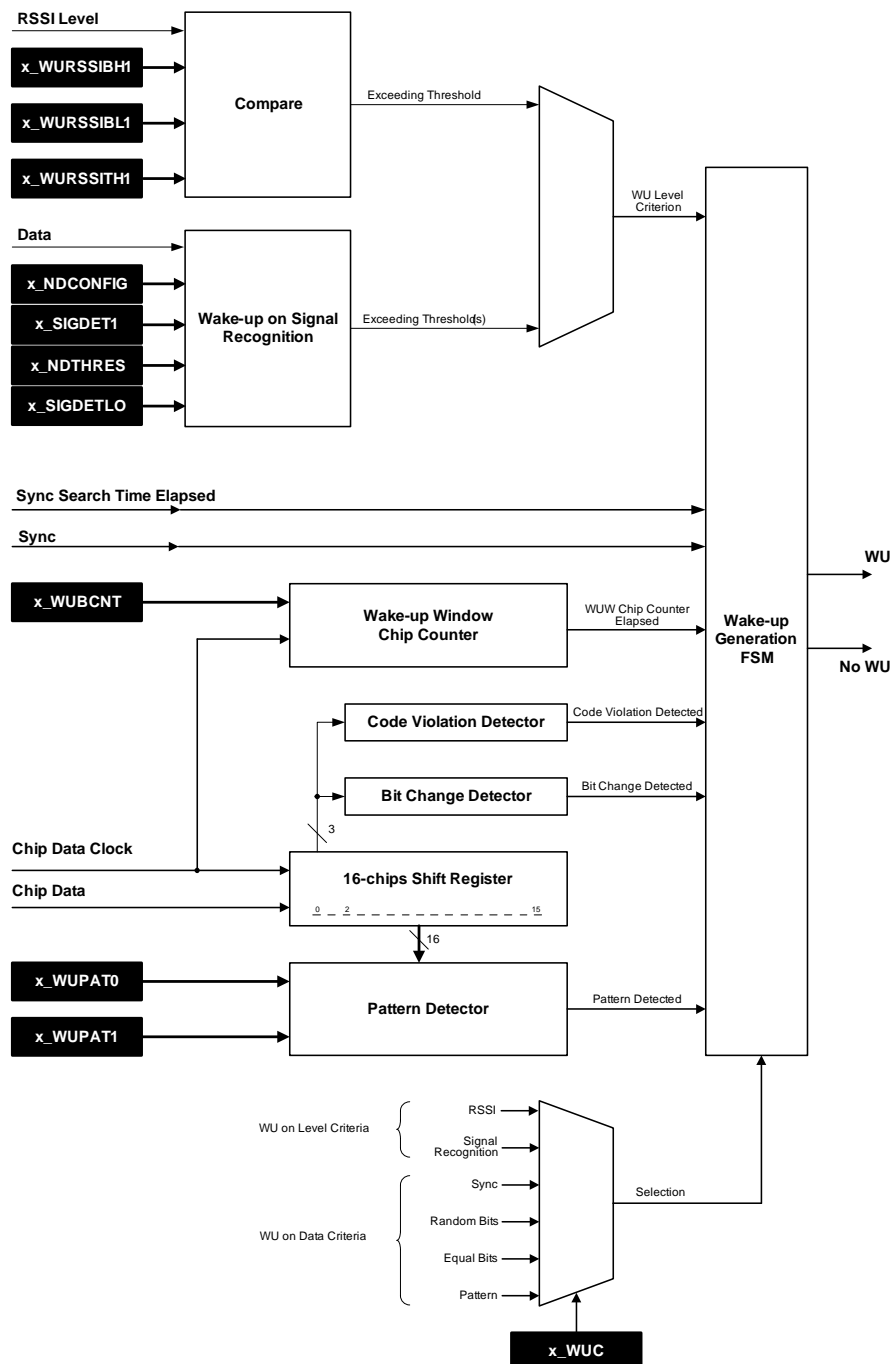 RSSI Level
x_WURSSIBH1
x_WURSSIBL1
x_WURSSITH1
Compare
Exceeding Threshold
Data
x_NDCONFIG
x_SIGDET1
x_NDTHRES
x_SIGDETLO
Wake-up on Signal
Recognition
Exceeding Threshold(s)
WU Level
Criterion
Sync Search Time Elapsed
Sync
x_WUBCNT
Wake-up Window
Chip Counter
WUW Chip Counter
Elapsed
Wake-up
Generation
FSM
WU
No WU
Code Violation Detector
Code Violation Detected
Bit Change Detector
Bit Change Detected
3
Chip Data Clock
Chip Data
16-chips Shift Register
0 2 15
16
x_WUPAT0
x_WUPAT1
Pattern Detector
Pattern Detected
WU on Level Criteria
RSSI
Signal
Recognition
WU on Data Criteria
Sync
Random Bits
Equal Bits
Pattern
Selection
x_WUC